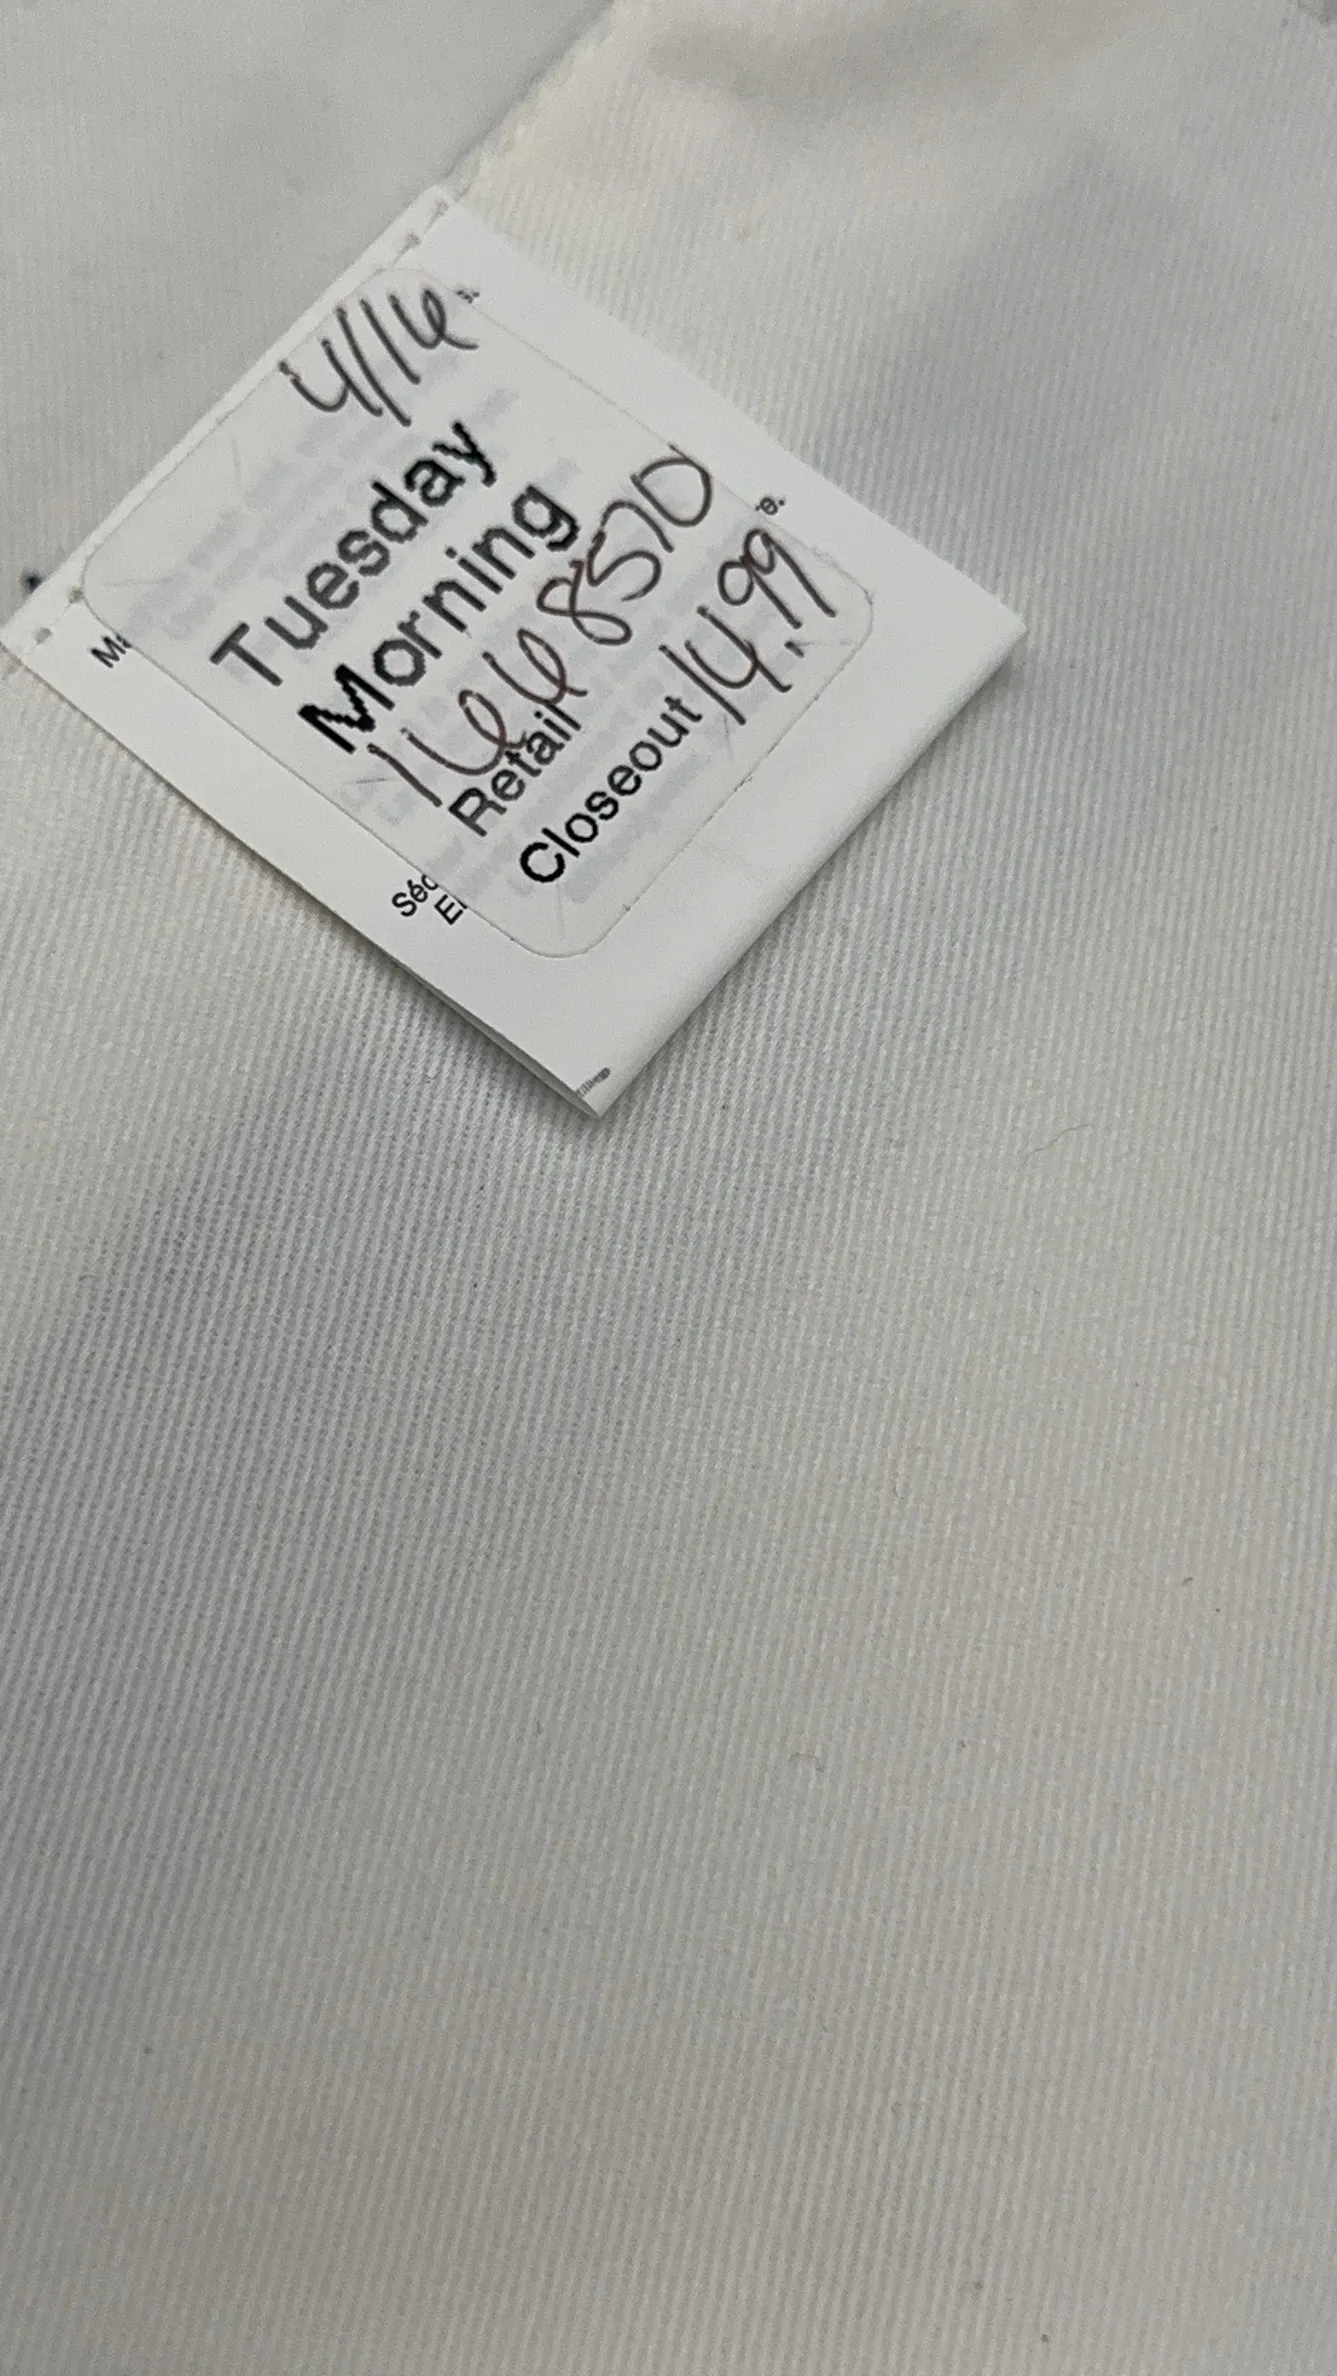 4/16
Tuesday
Morning
1668570
Retail
Closeout 14.99